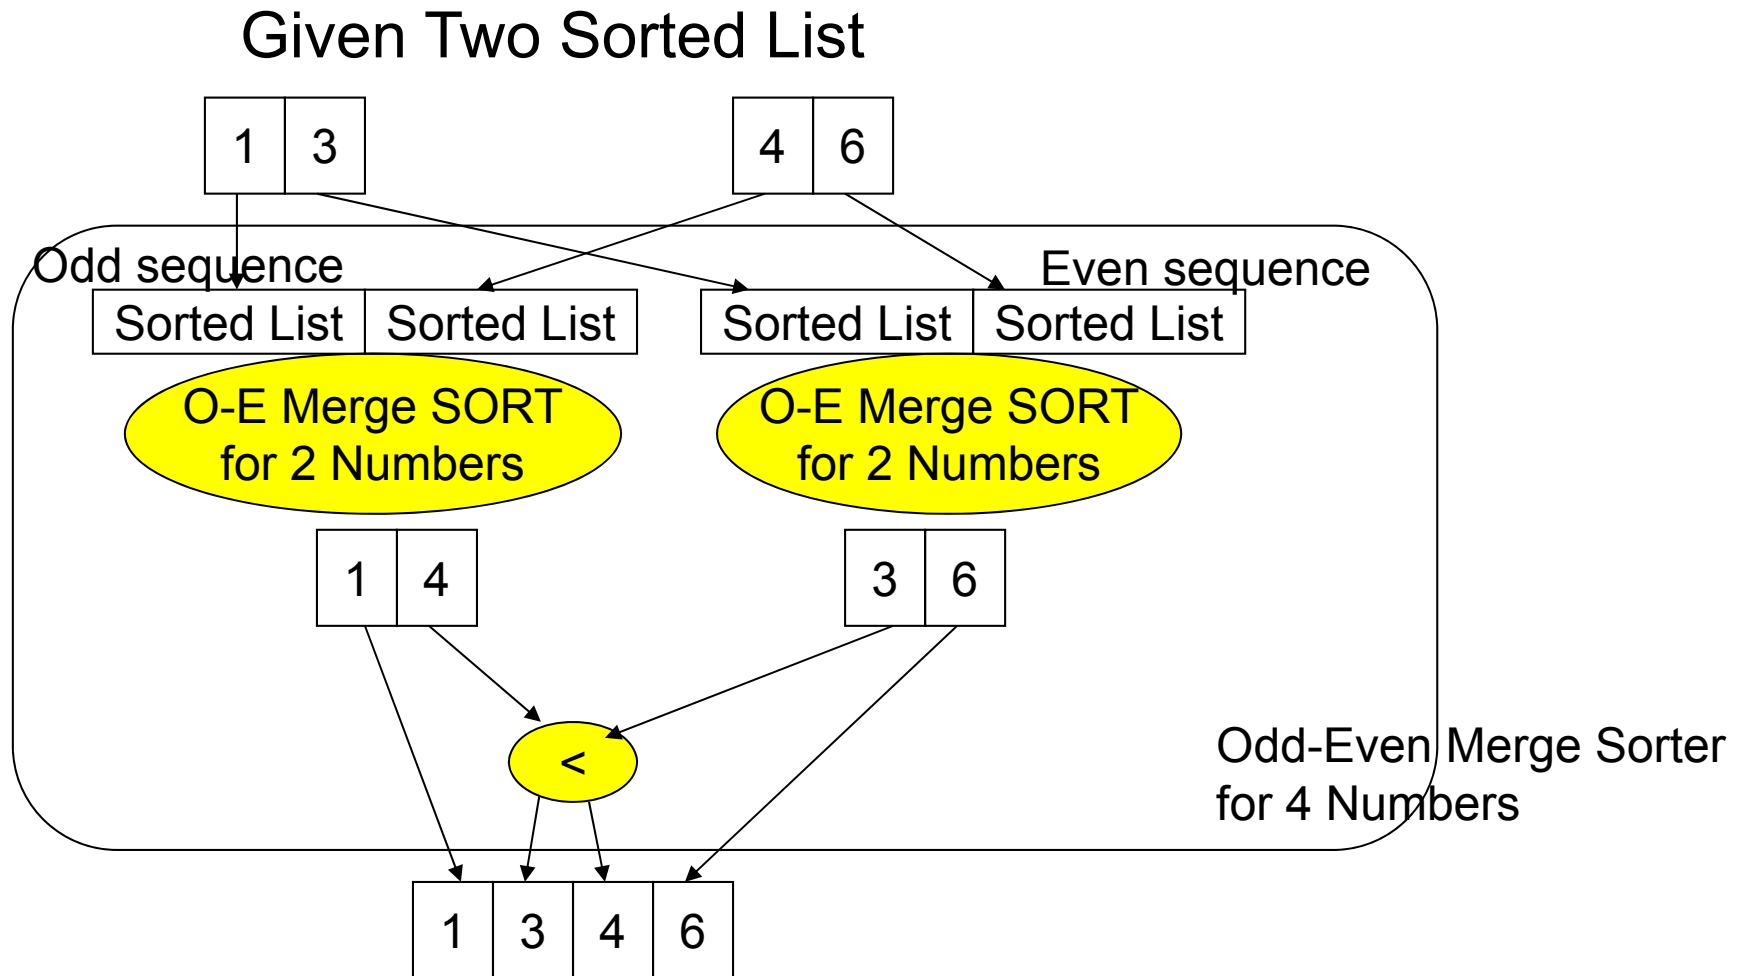 Given Two Sorted List
1 3 4 6
Odd sequence Even sequence
Sorted List Sorted List Sorted List Sorted List
O-E Merge SORT
for 2 Numbers
O-E Merge SORT
for 2 Numbers
1 4 3 6
<
Odd-Even Merge Sorter
for 4 Numbers
1 3 4 6